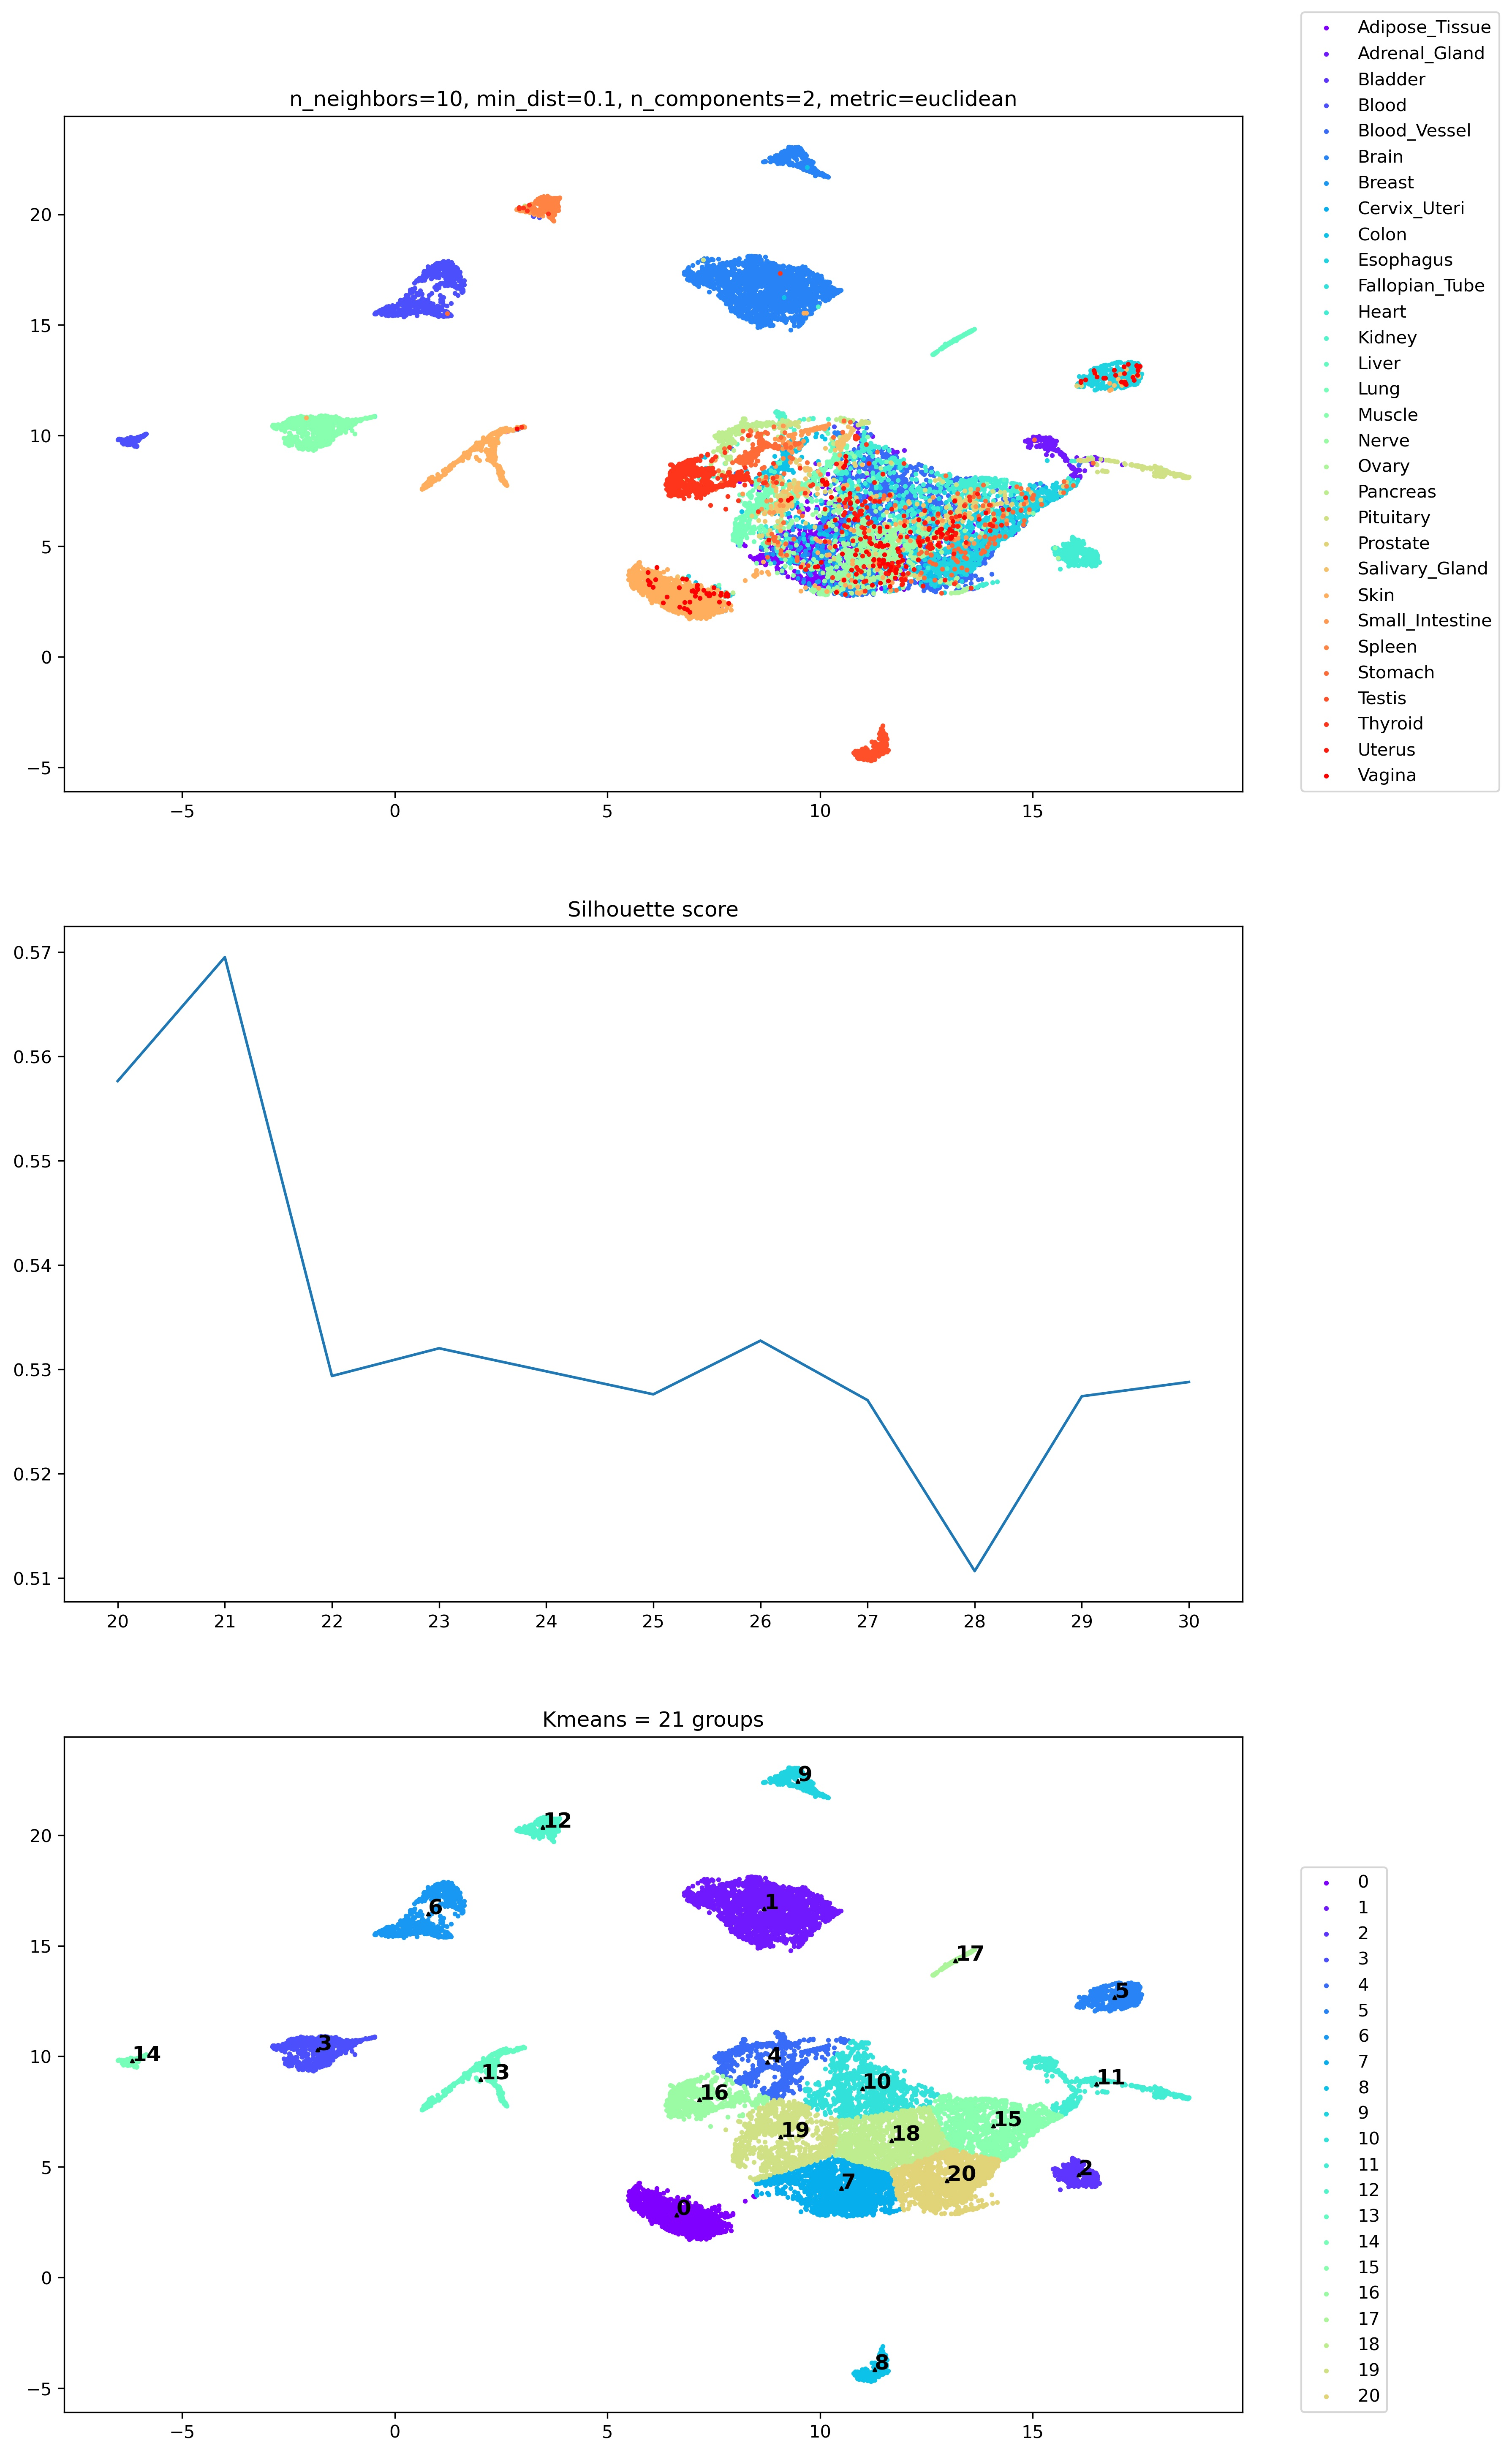 n_neighbors=10, min_dist=0.1, n_components=2, metric=euclidean
20
15
10
5
0
−5
−5
0
5
10
15
Adipose_Tissue
Adrenal_Gland
Bladder
Blood
Blood_Vessel
Brain
Breast
Cervix_Uteri
Colon
Esophagus
Fallopian_Tube
Heart
Kidney
Liver
Lung
Muscle
Nerve
Ovary
Pancreas
Pituitary
Prostate
Salivary_Gland
Skin
Small_Intestine
Spleen
Stomach
Testis
Thyroid
Uterus
Vagina
Silhouette score
0.57
0.56
0.55
0.54
0.53
0.52
0.51
20
21
22
23
24
25
26
27
28
29
30
Kmeans = 21 groups
20
15
10
5
0
−5
−5
0
5
10
15
9
12
1
6
17
5
14
3
13
4
10
11
16
15
19
18
2
7
20
0
8
0
1
2
3
4
5
6
7
8
9
10
11
12
13
14
15
16
17
18
19
20